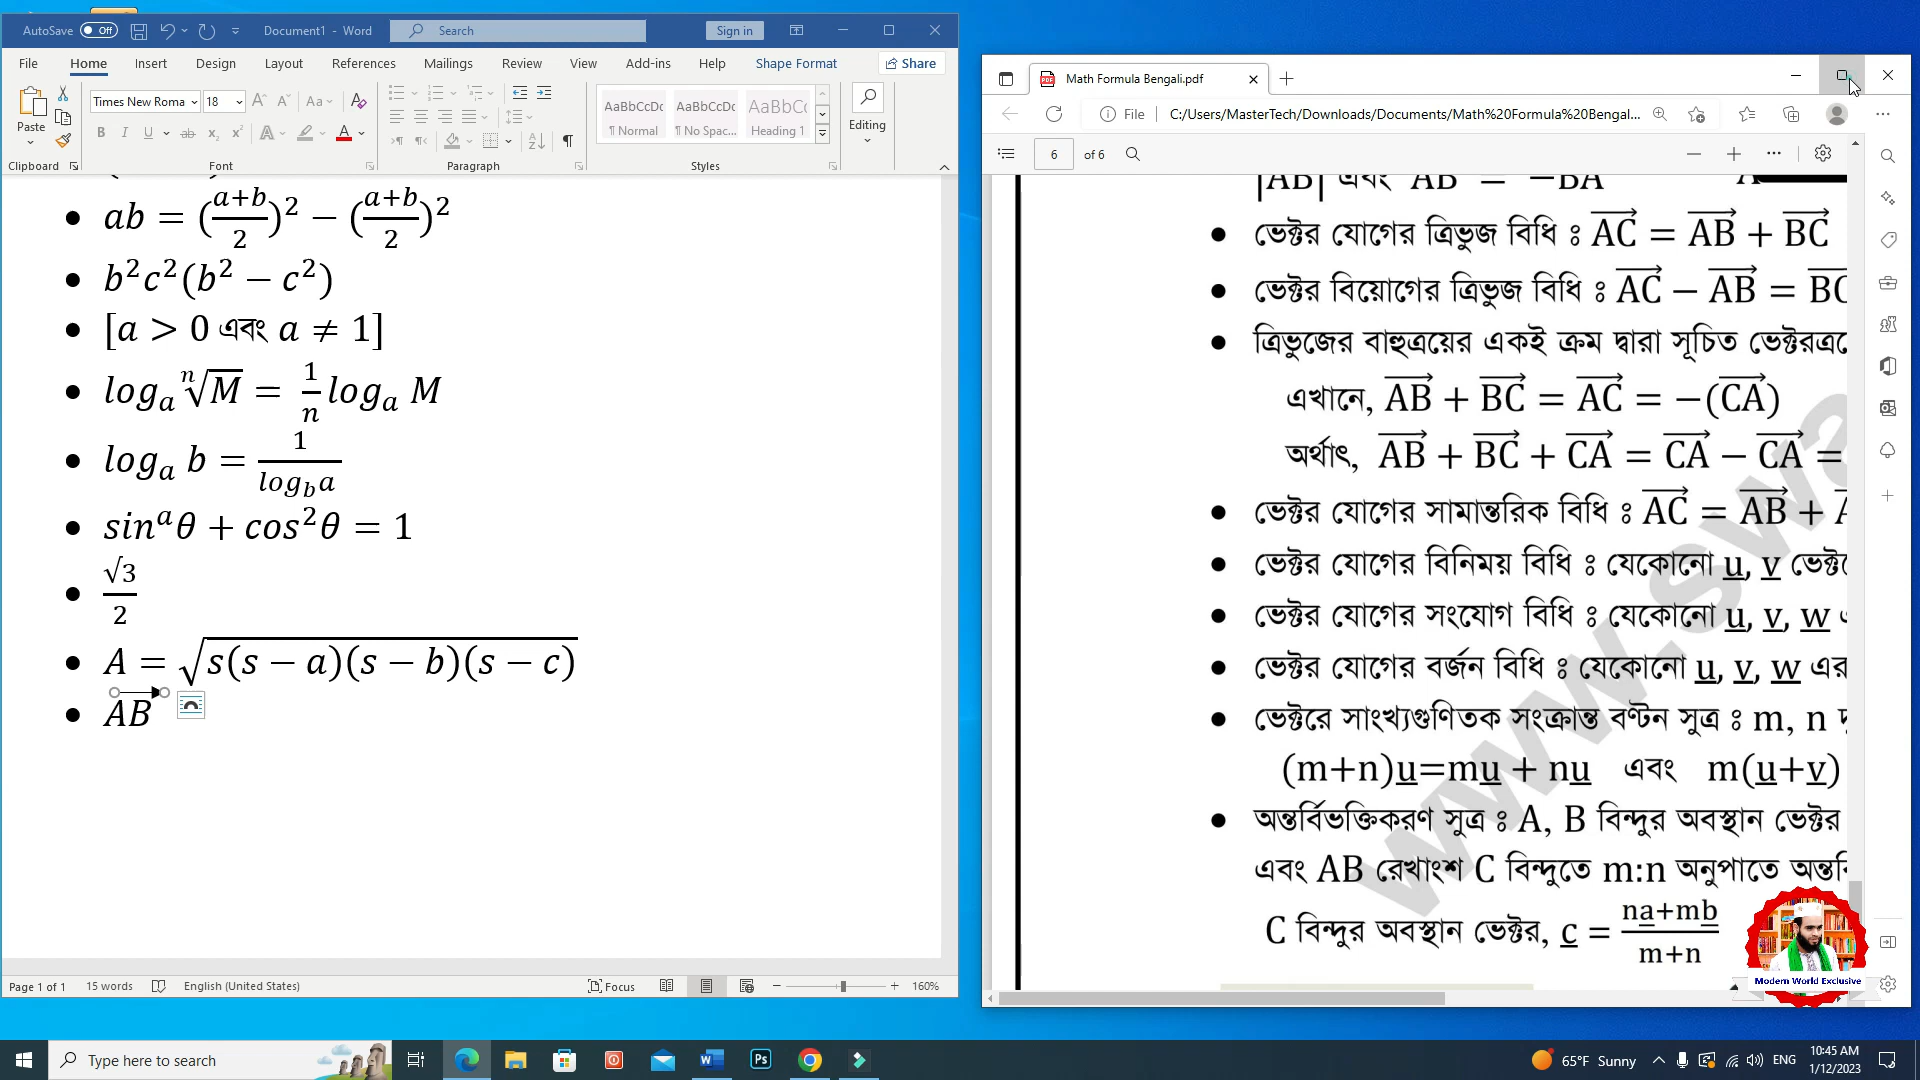 AutoSave Off Document1 - Word Search Sign in
File Home Insert Design Layout References Mailings Review View Add-ins Help Shape Format Share
Times New Roma 18 Aa
AaBbCcDc AaBbCcDc AaBbCc
Paste ¶ Normal ¶ No Spac... Heading 1 Editing
Clipboard Font Paragraph Styles
• ab = (a+b/2)² − (a+b/2)²
• b²c²(b² − c²)
• [a > 0 এবং a ≠ 1]
• logₐ ⁿ√M = 1/n logₐ M
• logₐ b = 1/log_b a
• sinᵃθ + cos²θ = 1
• √3/2
• A = √s(s − a)(s − b)(s − c)
• AB
Page 1 of 1 15 words English (United States) Focus 160%
Math Formula Bengali.pdf
File C:/Users/MasterTech/Downloads/Documents/Math%20Formula%20Bengal...
6 of 6
|AB| এবং AB = −BA A
• ভেক্টর যোগের ত্রিভুজ বিধি ঃ AC⃗ = AB⃗ + BC⃗
• ভেক্টর বিয়োগের ত্রিভুজ বিধি ঃ AC⃗ − AB⃗ = BC
• ত্রিভুজের বাহুত্রয়ের একই ক্রম দ্বারা সূচিত
এখানে, AB⃗ + BC⃗ = AC⃗ = −(CA⃗)
অর্থাৎ, AB⃗ + BC⃗ + CA⃗ = CA⃗ − CA⃗ =
• ভেক্টর যোগের সামান্তরিক বিধি ঃ AC⃗ = AB⃗ +
• ভেক্টর যোগের বিনিময় বিধি ঃ যেকোনো u, v
• ভেক্টর যোগের সংযোগ বিধি ঃ যেকোনো u, v, w
• ভেক্টর যোগের বর্জন বিধি ঃ যেকোনো u, v, w এর
• ভেক্টরে সাংখ্যগুণিতক সংক্রান্ত বণ্টন সুত্র ঃ m, n
(m+n)u=mu + nu এবং m(u+v)
• অন্তর্বিভক্তিকরণ সুত্র ঃ A, B বিন্দুর অবস্থান ভেক্টর
এবং AB রেখাংশ C বিন্দুতে m:n অনুপাতে
C বিন্দুর অবস্থান ভেক্টর, c = na+mb/m+n
Modern World Exclusive
Type here to search 65°F Sunny ENG 10:45 AM
1/12/2023